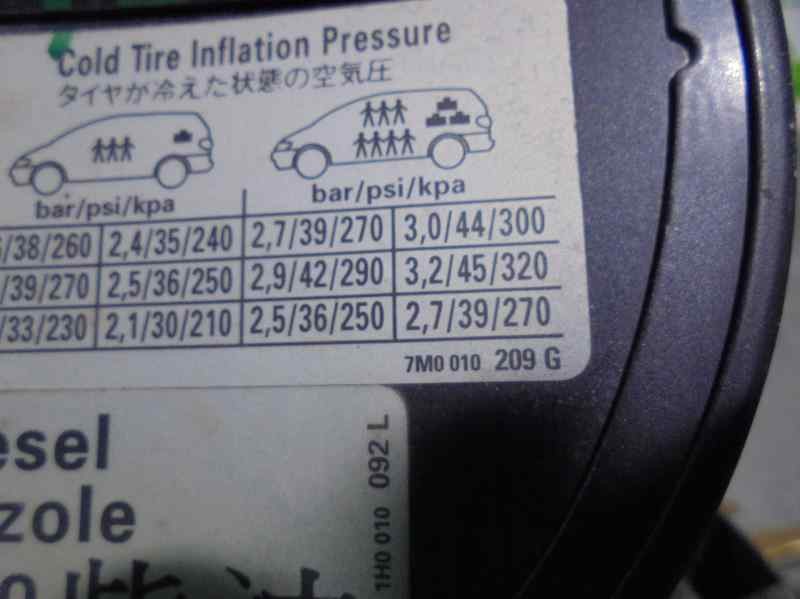 Cold Tire Inflation Pressure
タイヤが冷えた状態の空気圧
bar/psi/kpa bar/psi/kpa
/38/260 2,4/35/240 2,7/39/270 3,0/44/300
/39/270 2,5/36/250 2,9/42/290 3,2/45/320
/33/230 2,1/30/210 2,5/36/250 2,7/39/270
7M0 010 209 G
esel
zole
1H0 010 092 L